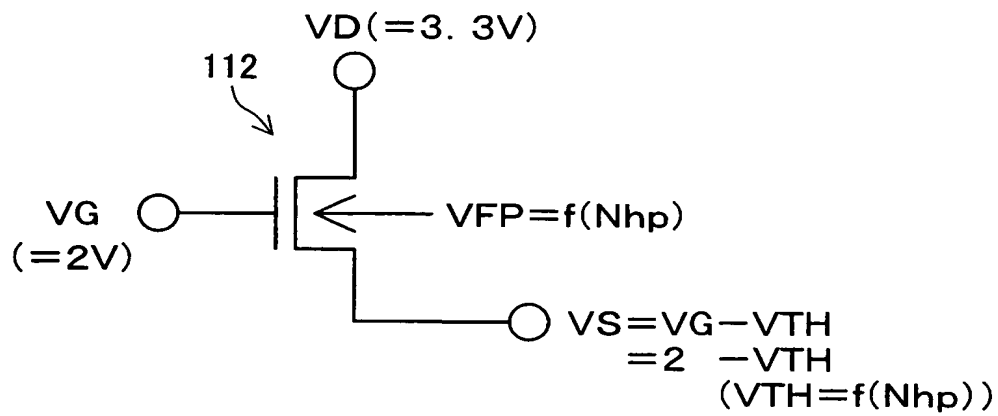 VD(=3. 3V)
112
VG
(=2V)
VFP=f(Nhp)
VS=VG-VTH
=2 -VTH
(VTH=f(Nhp))